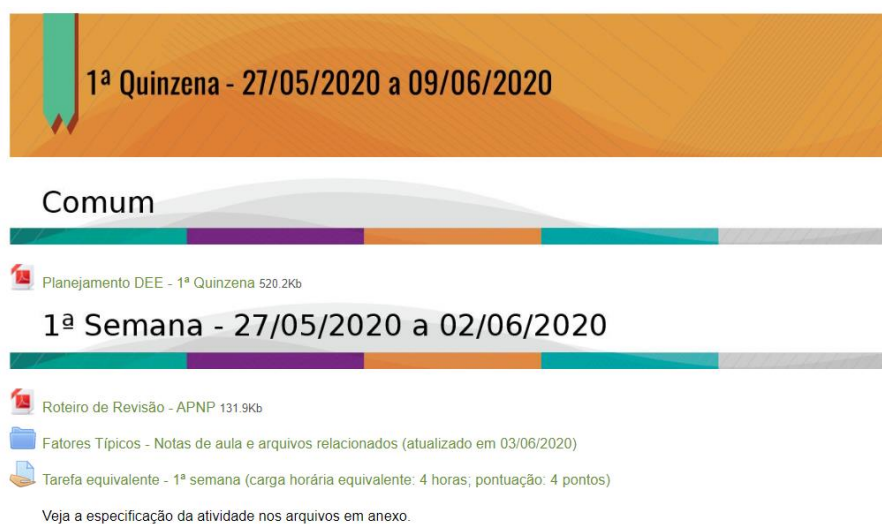 1ª Quinzena - 27/05/2020 a 09/06/2020
Comum
Planejamento DEE - 1ª Quinzena 520.2Kb
1ª Semana - 27/05/2020 a 02/06/2020
Roteiro de Revisão - APNP 131.9Kb
Fatores Típicos - Notas de aula e arquivos relacionados (atualizado em 03/06/2020)
Tarefa equivalente - 1ª semana (carga horária equivalente: 4 horas; pontuação: 4 pontos)
Veja a especificação da atividade nos arquivos em anexo.